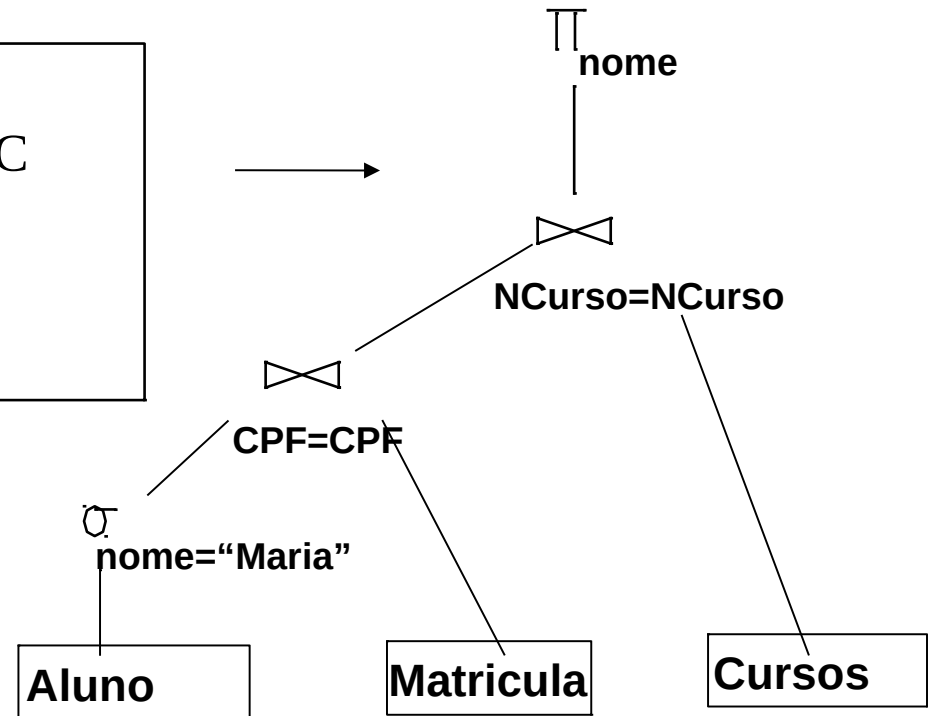 Π
nome
C
NCurso=NCurso
CPF=CPF
σ
nome=“Maria”
Aluno
Matricula
Cursos